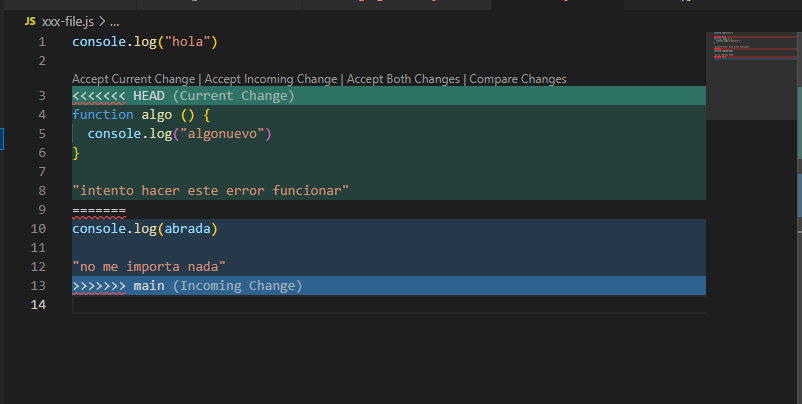 JS xxx-file.js > ...
1 console.log("hola")
2
Accept Current Change | Accept Incoming Change | Accept Both Changes | Compare Changes
3 <<<<<<< HEAD (Current Change)
4 function algo () {
5   console.log("algonuevo")
6 }
7
8 "intento hacer este error funcionar"
9 =======
10 console.log(abrada)
11
12 "no me importa nada"
13 >>>>>>> main (Incoming Change)
14